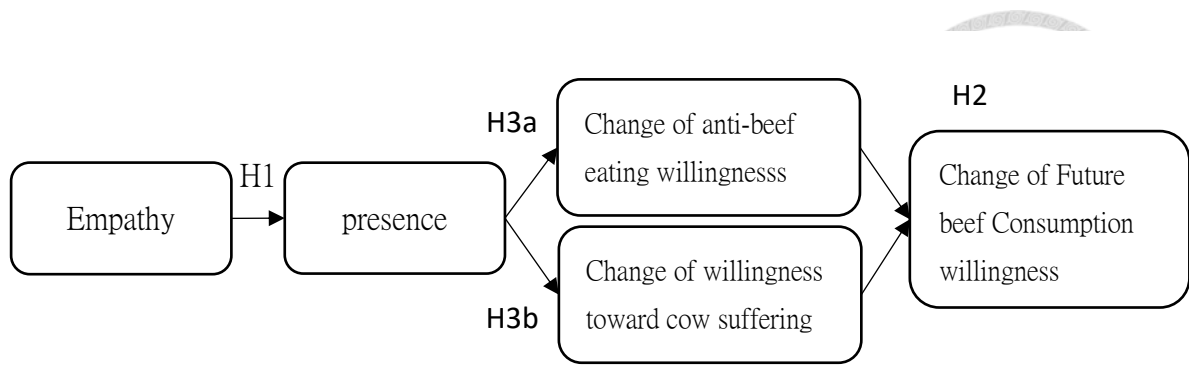 H2
H3a
Change of anti-beef
eating willingnesss
H1
Empathy
presence
Change of Future
beef Consumption
willingness
Change of willingness
toward cow suffering
H3b